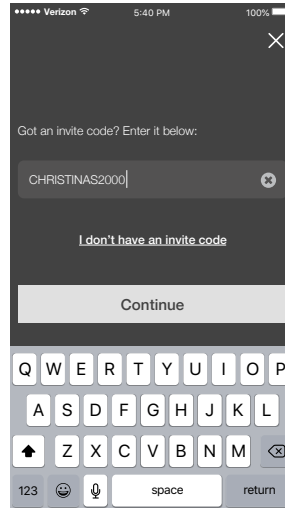 Verizon 5:40 PM 100%
Got an invite code? Enter it below:
CHRISTINAS2000
I don't have an invite code
Continue
Q W E R T Y U I O P
A S D F G H J K L
Z X C V B N M
123 space return